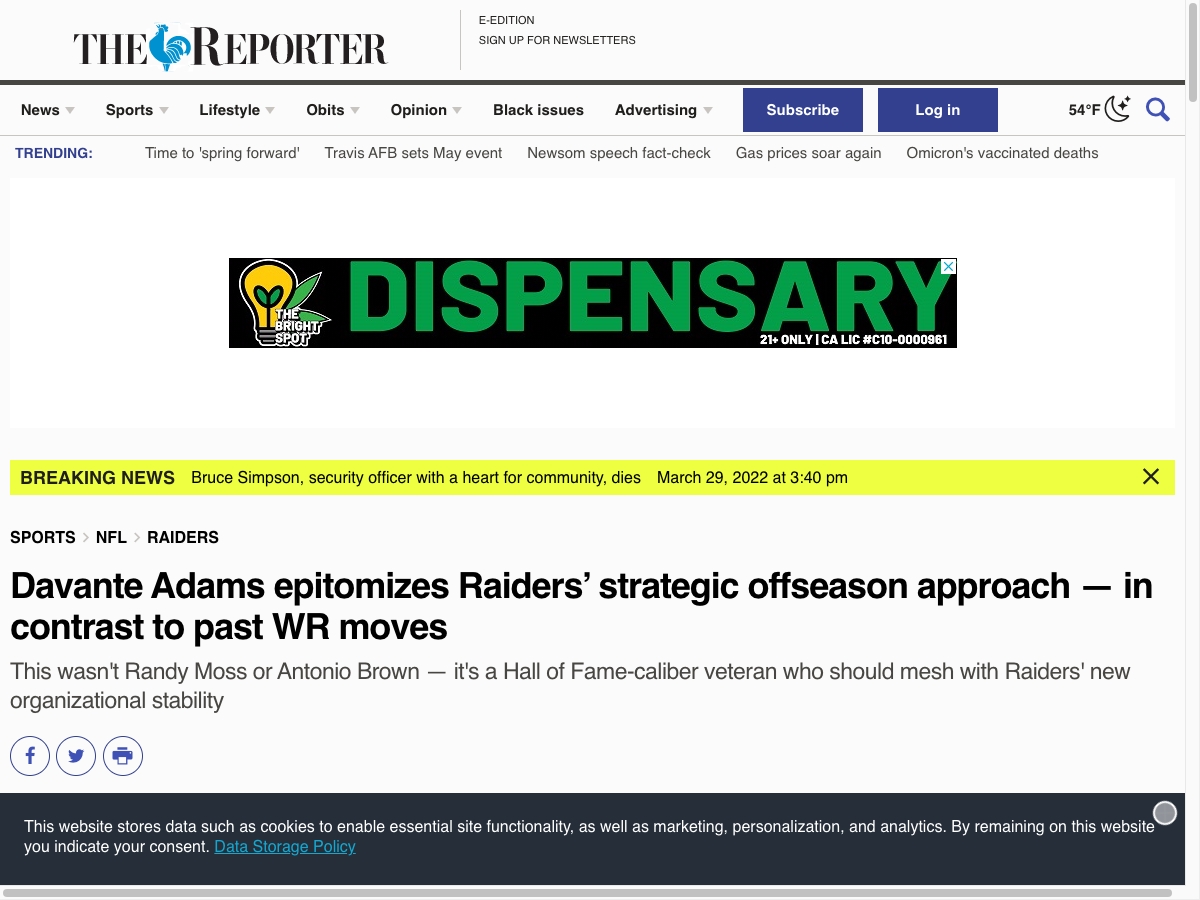 THE REPORTER
E-EDITION
SIGN UP FOR NEWSLETTERS
News Sports Lifestyle Obits Opinion Black issues Advertising Subscribe Log in 54°F
TRENDING: Time to 'spring forward' Travis AFB sets May event Newsom speech fact-check Gas prices soar again Omicron's vaccinated deaths
THE
BRIGHT
SPOT
DISPENSARY
21+ ONLY | CA LIC #C10-0000961
BREAKING NEWS Bruce Simpson, security officer with a heart for community, dies March 29, 2022 at 3:40 pm
SPORTS > NFL > RAIDERS
Davante Adams epitomizes Raiders’ strategic offseason approach — in
contrast to past WR moves
This wasn't Randy Moss or Antonio Brown — it's a Hall of Fame-caliber veteran who should mesh with Raiders' new
organizational stability
This website stores data such as cookies to enable essential site functionality, as well as marketing, personalization, and analytics. By remaining on this website
you indicate your consent. Data Storage Policy